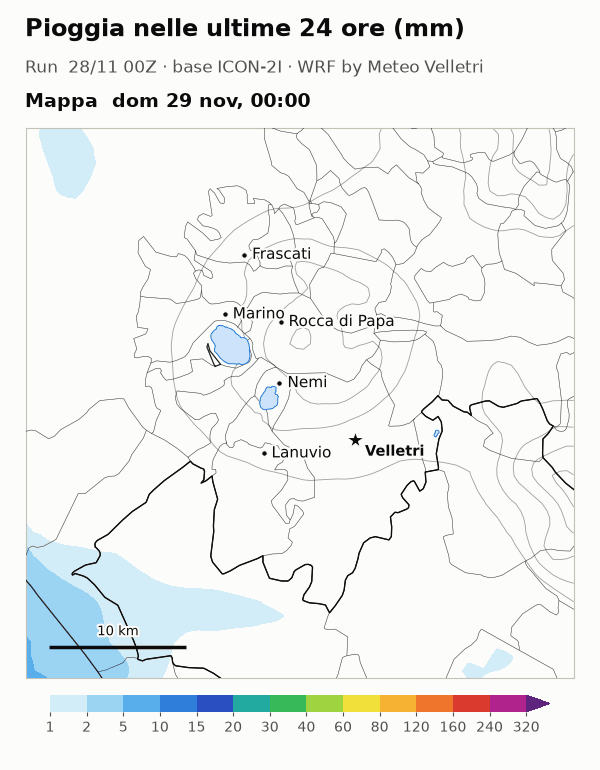 Pioggia nelle ultime 24 ore (mm)
Run 28/11 00Z · base ICON-2I · WRF by Meteo Velletri
Mappa dom 29 nov, 00:00
Frascati
Marino
Rocca di Papa
Nemi
Velletri
Lanuvio
10 km
1 2 5 10 15 20 30 40 60 80 120 160 240 320